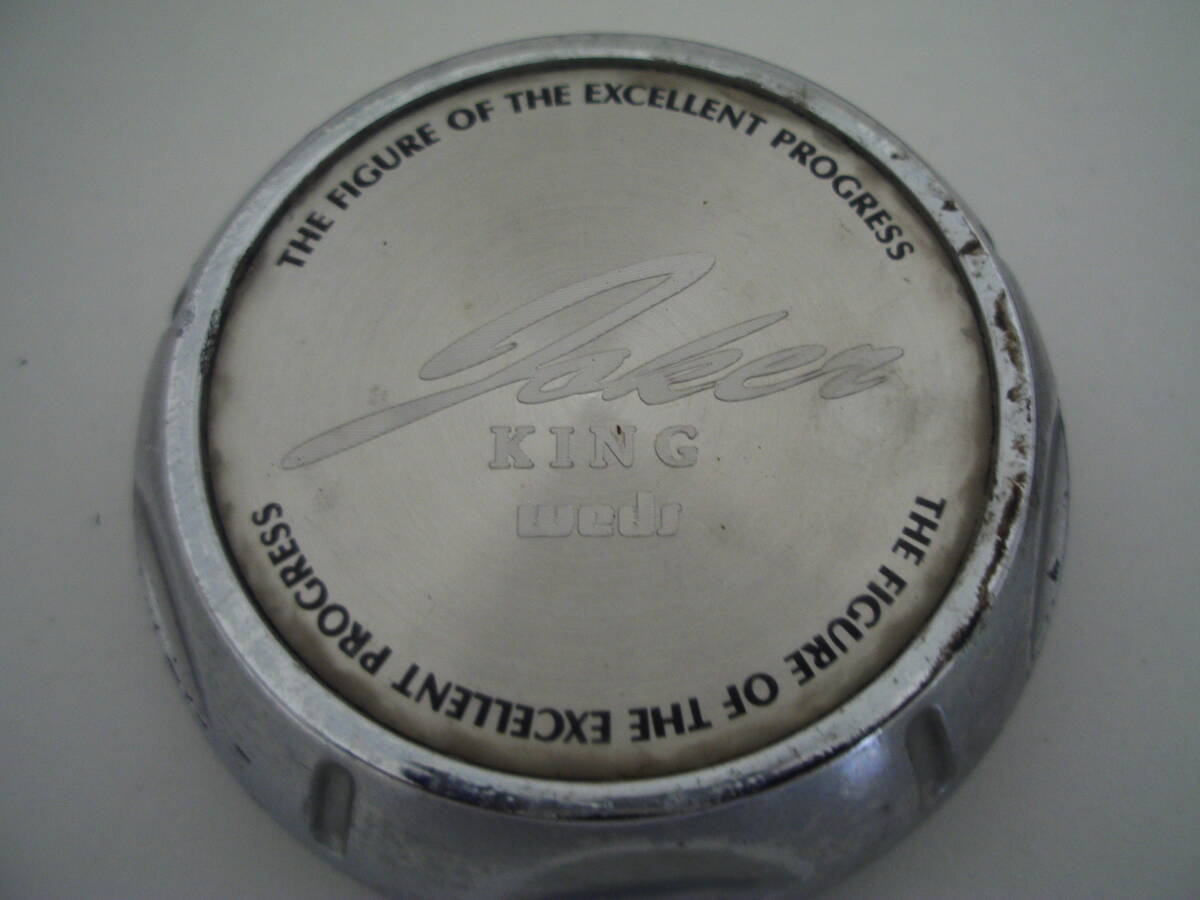 THE FIGURE OF THE EXCELLENT PROGRESS
Joker
KING
weds
THE FIGURE OF THE EXCELLENT PROGRESS